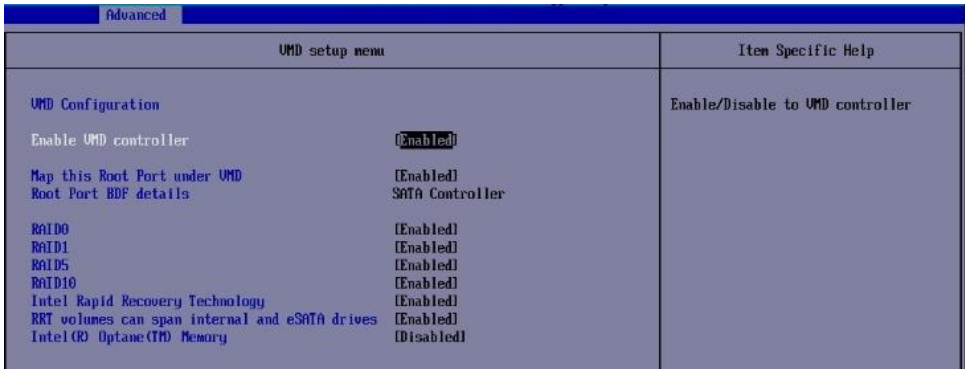 Advanced
VMD setup menu
Item Specific Help
VMD Configuration
Enable/Disable to VMD controller
Enable VMD controller [Enabled]
Map this Root Port under VMD [Enabled]
Root Port BDF details SATA Controller
RAID0 [Enabled]
RAID1 [Enabled]
RAID5 [Enabled]
RAID10 [Enabled]
Intel Rapid Recovery Technology [Enabled]
RRT volumes can span internal and eSATA drives [Enabled]
Intel(R) Optane(TM) Memory [Disabled]